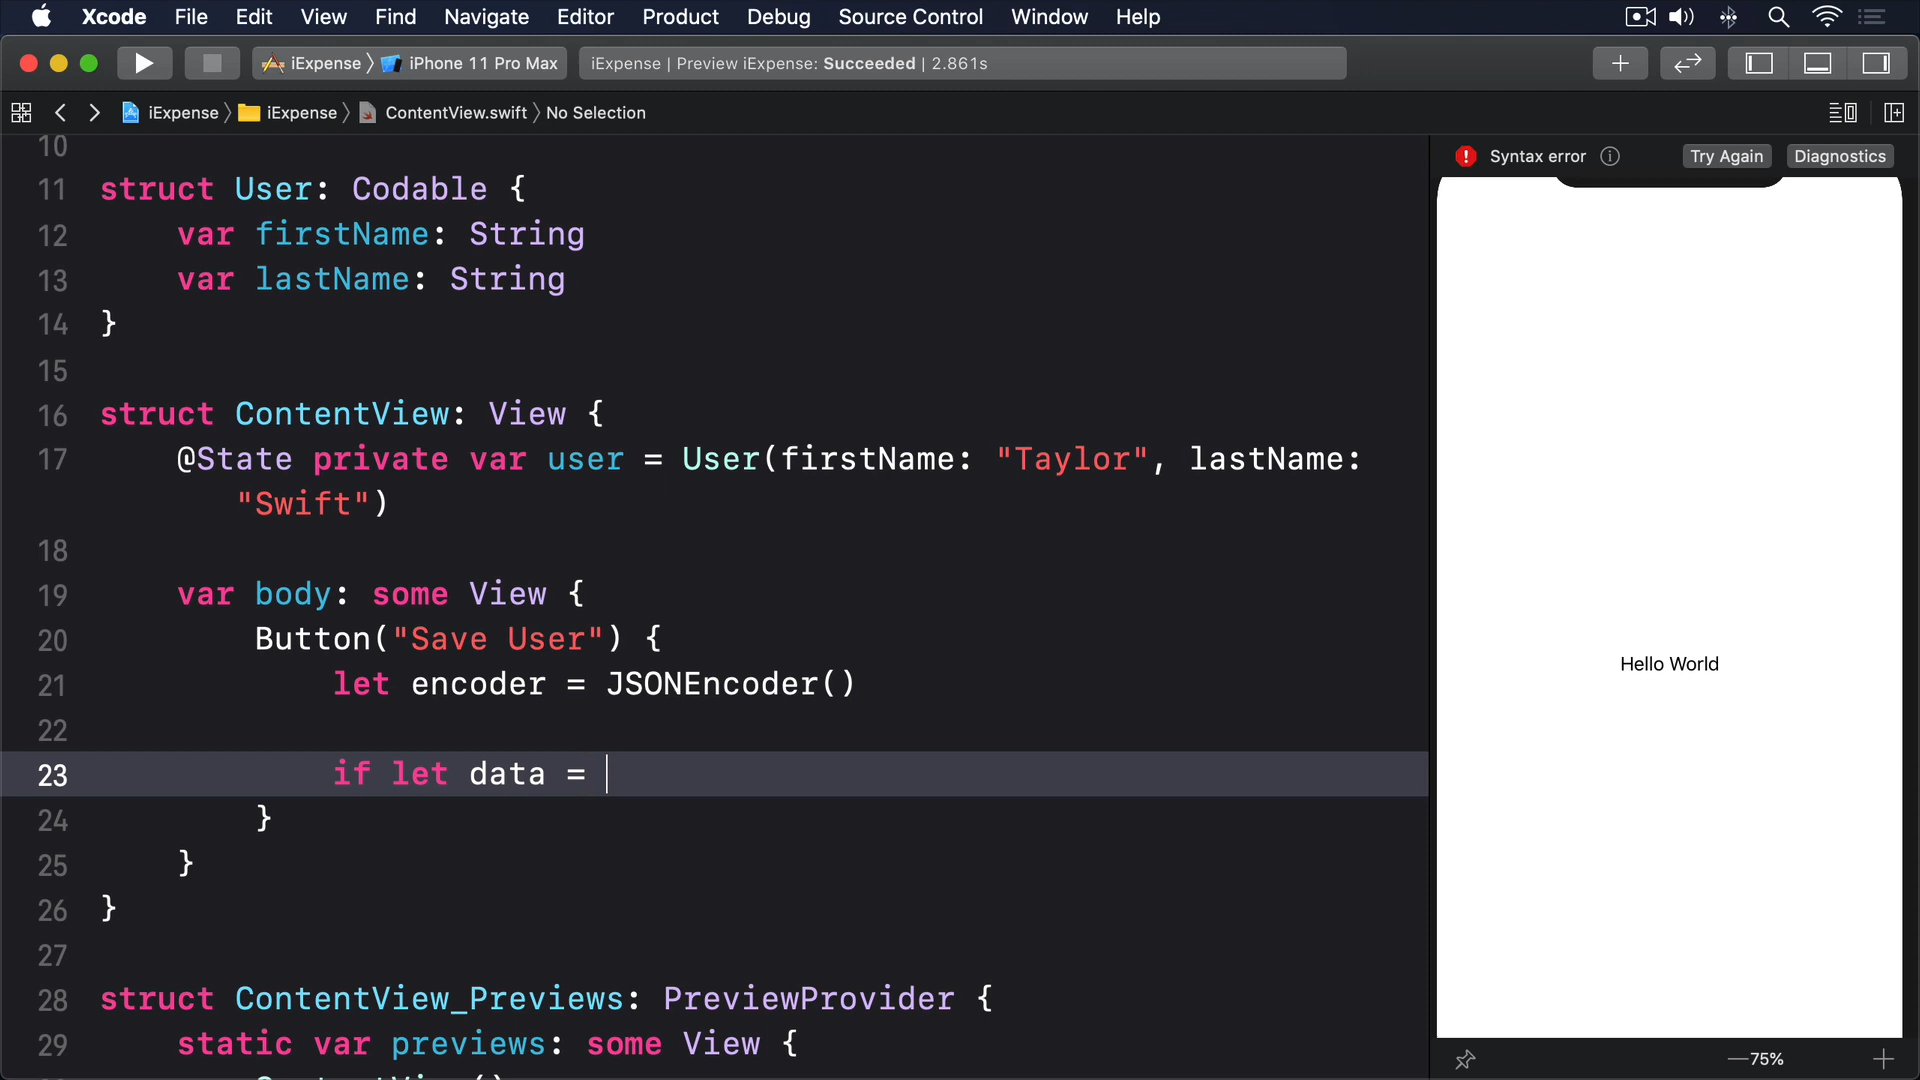 Xcode File Edit View Find Navigate Editor Product Debug Source Control Window Help
iExpense iPhone 11 Pro Max iExpense | Preview iExpense: Succeeded | 2.861s
iExpense iExpense ContentView.swift No Selection
Syntax error Try Again Diagnostics
10
11 struct User: Codable {
12 var firstName: String
13 var lastName: String
14 }
15
16 struct ContentView: View {
17 @State private var user = User(firstName: "Taylor", lastName:
"Swift")
18
19 var body: some View {
20 Button("Save User") {
21 let encoder = JSONEncoder()
22
23 if let data =
24 }
25 }
26 }
27
28 struct ContentView_Previews: PreviewProvider {
29 static var previews: some View {
Hello World
75%